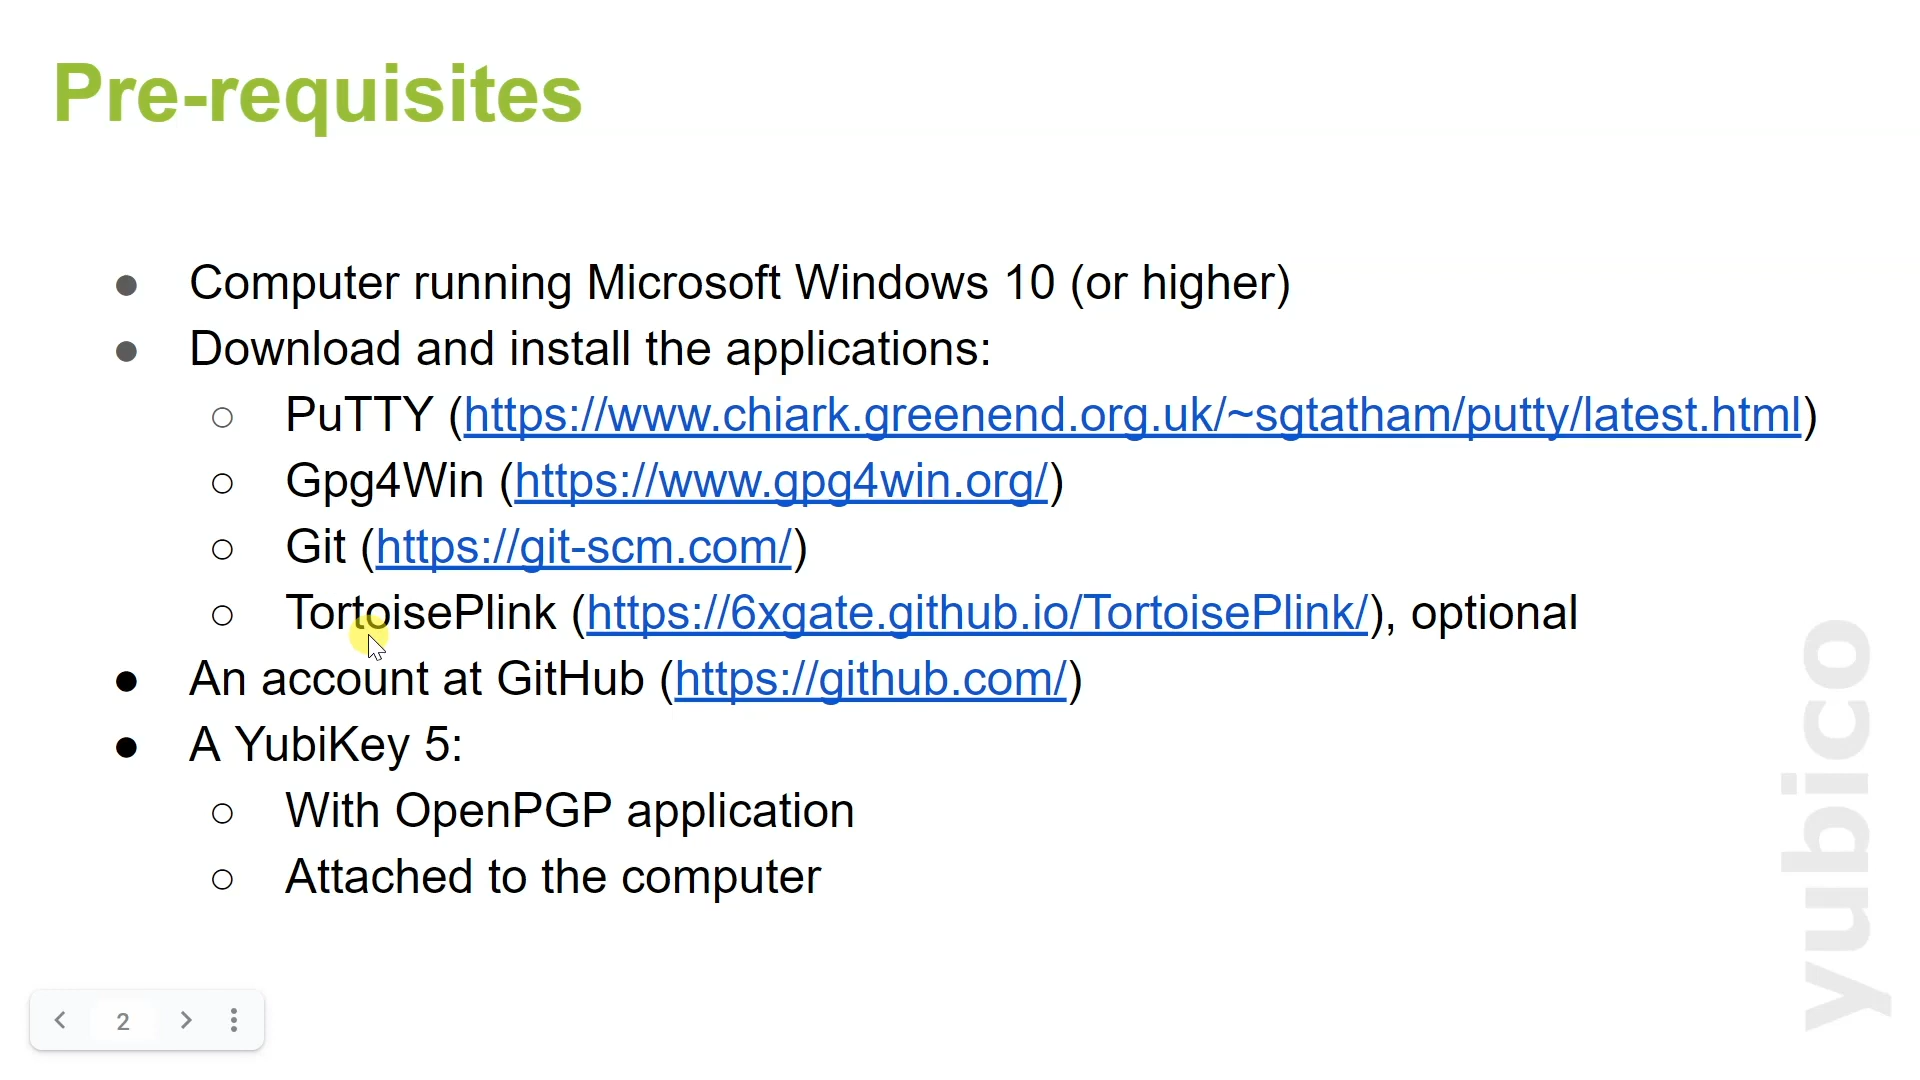 Pre-requisites
● Computer running Microsoft Windows 10 (or higher)
● Download and install the applications:
○ PuTTY (https://www.chiark.greenend.org.uk/~sgtatham/putty/latest.html)
○ Gpg4Win (https://www.gpg4win.org/)
○ Git (https://git-scm.com/)
○ TortoisePlink (https://6xgate.github.io/TortoisePlink/), optional
● An account at GitHub (https://github.com/)
● A YubiKey 5:
○ With OpenPGP application
○ Attached to the computer
yubico
2